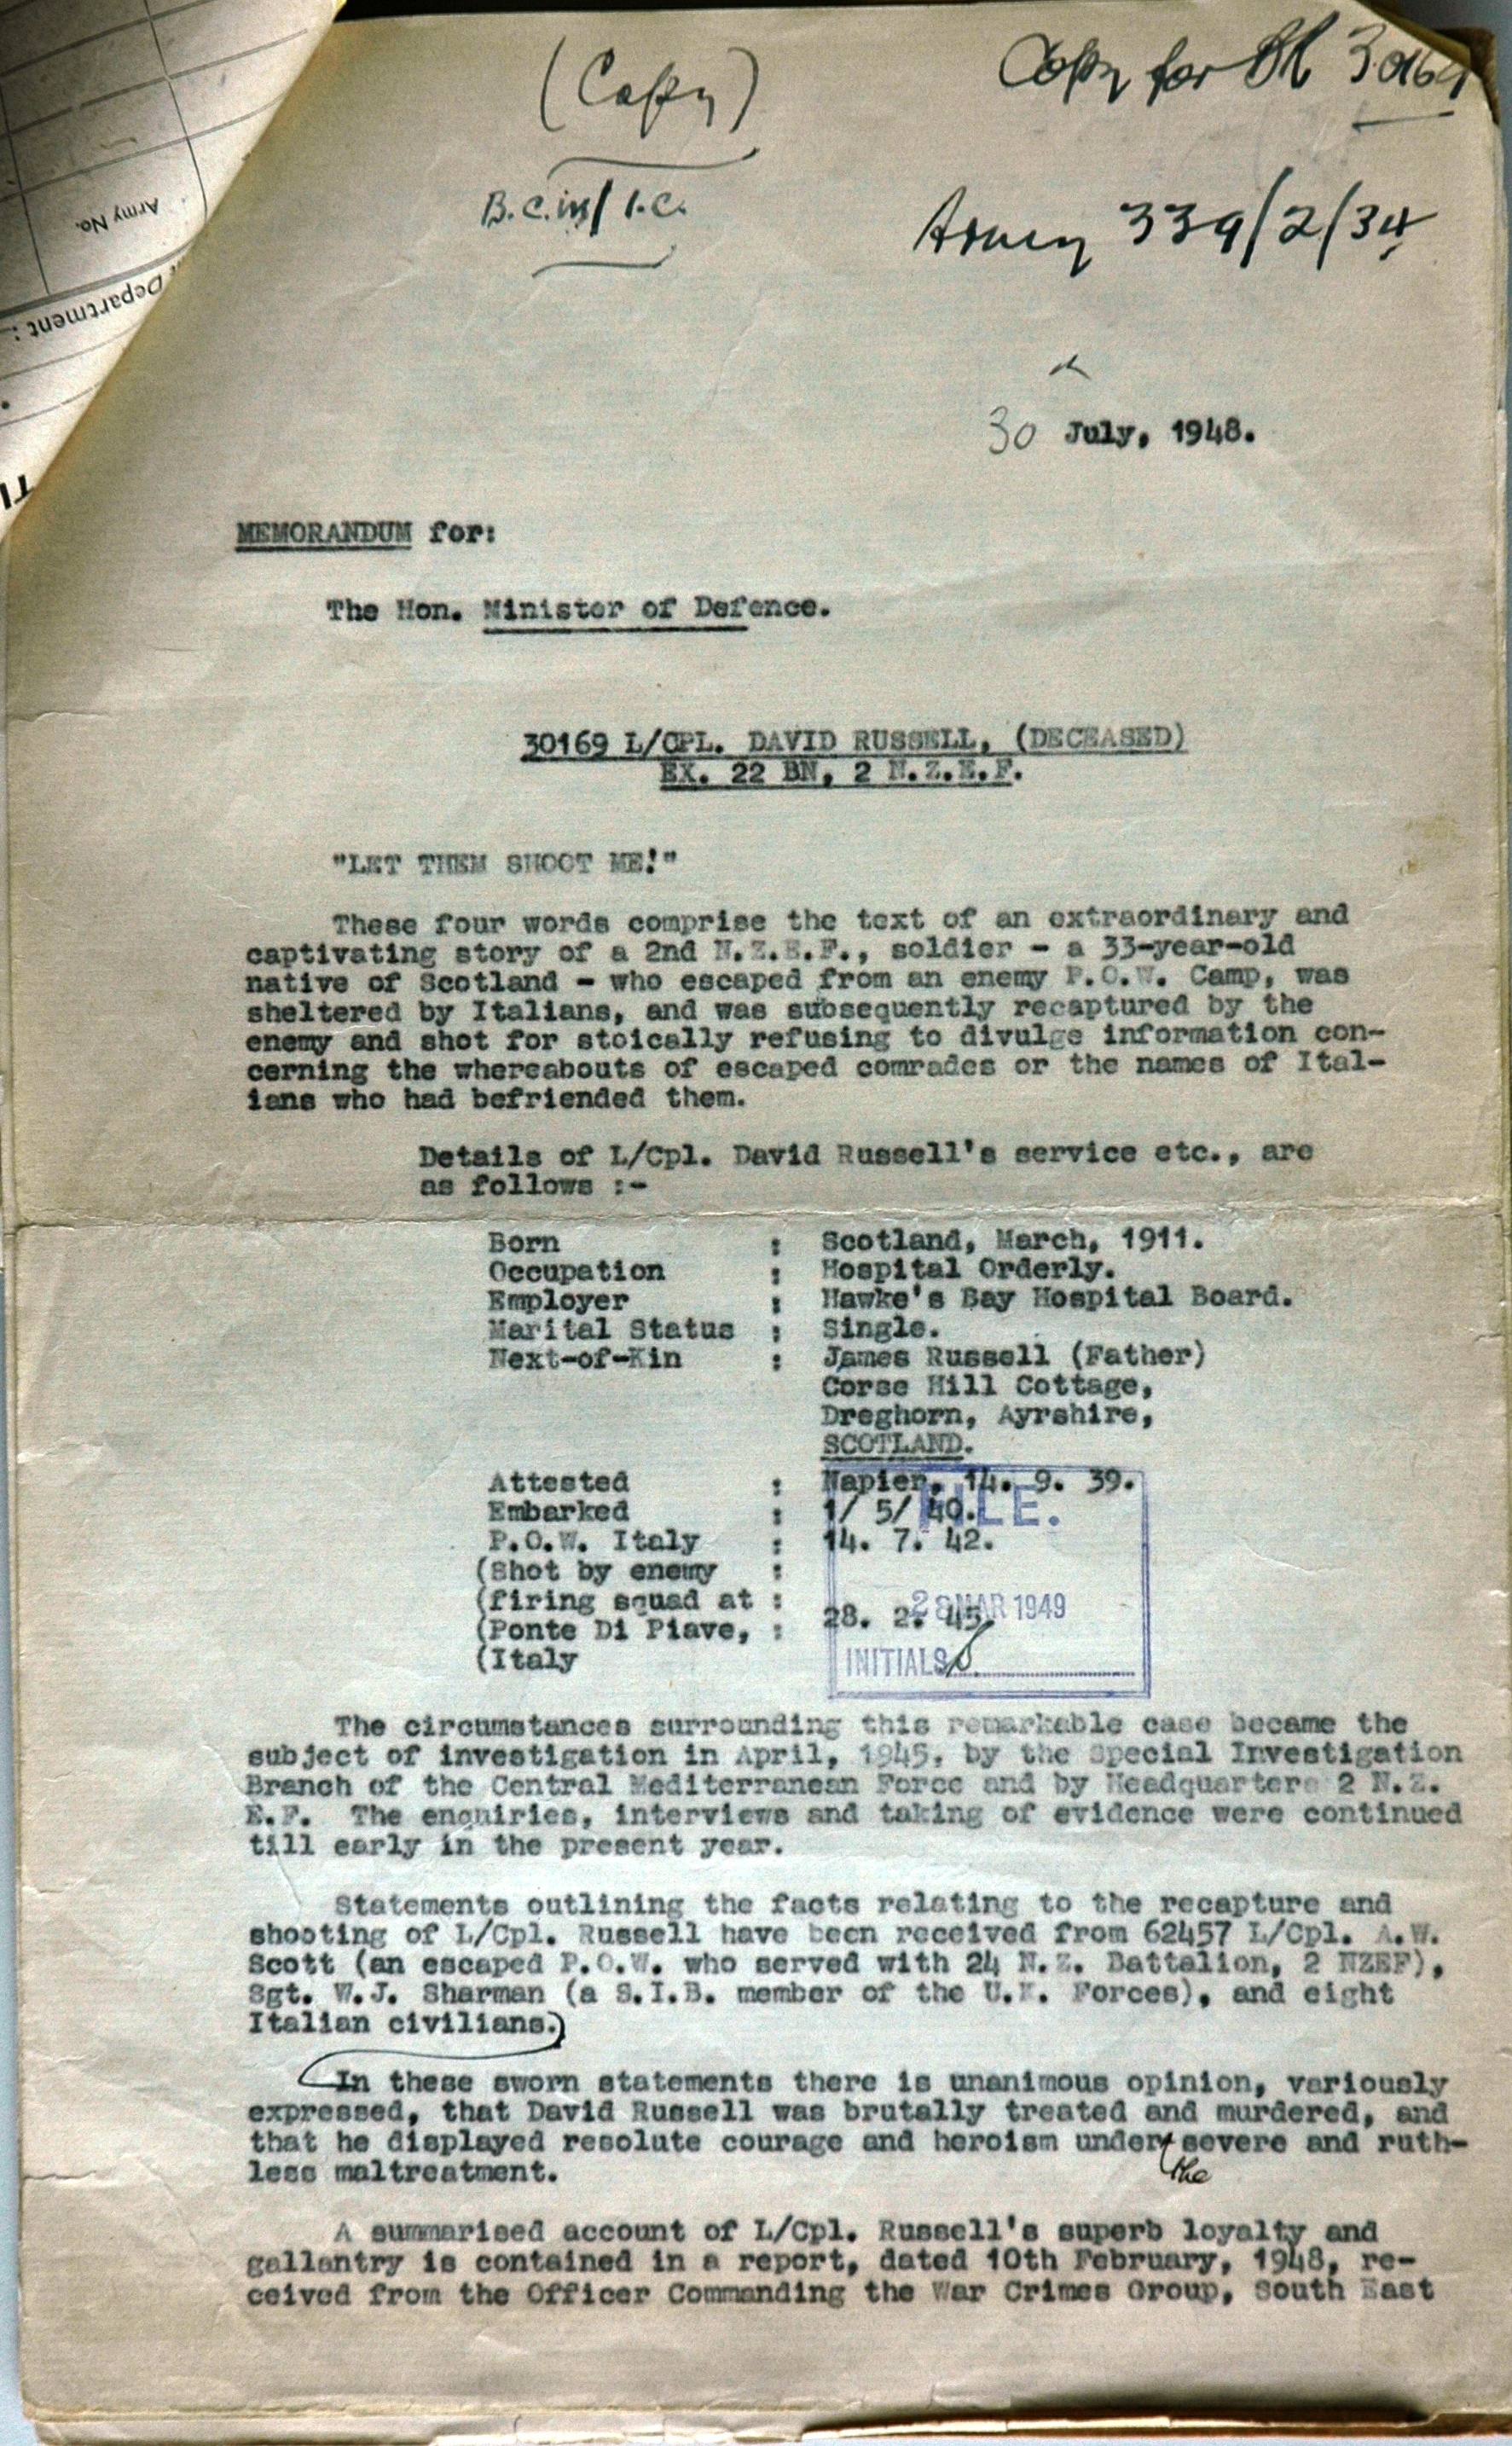 (Copy)
Copy for
Army 339/2/34
30 July, 1948.
MEMORANDUM for:
The Hon. Minister of Defence.
30169 L/CPL. DAVID RUSSELL, (DECEASED)
EX. 22 BN, 2 N.Z.E.F.
"LET THEM SHOOT ME!"
These four words comprise the text of an extraordinary and
captivating story of a 2nd N.Z.E.F., soldier - a 33-year-old
native of Scotland - who escaped from an enemy P.O.W. Camp, was
sheltered by Italians, and was subsequently recaptured by the
enemy and shot for stoically refusing to divulge information con-
cerning the whereabouts of escaped comrades or the names of Ital-
ians who had befriended them.
Details of L/Cpl. David Russell's service etc., are
as follows :-
Born : Scotland, March, 1911.
Occupation : Hospital Orderly.
Employer : Hawke's Bay Hospital Board.
Marital Status : Single.
Next-of-Kin : James Russell (Father)
Corse Hill Cottage,
Dreghorn, Ayrshire,
SCOTLAND.
Attested : Napier, 14. 9. 39.
Embarked : 1/ 5/ 40.
P.O.W. Italy : 14. 7. 42.
(Shot by enemy :
(firing squad at :
(Ponte Di Piave, : 28. 2. 45.
(Italy
FILE.
28 MAR 1949
INITIALS
The circumstances surrounding this remarkable case became the
subject of investigation in April, 1945, by the Special Investigation
Branch of the Central Mediterranean Force and by Headquarters 2 N.Z.
E.F. The enquiries, interviews and taking of evidence were continued
till early in the present year.
Statements outlining the facts relating to the recapture and
shooting of L/Cpl. Russell have been received from 62457 L/Cpl. A.W.
Scott (an escaped P.O.W. who served with 24 N.Z. Battalion, 2 NZEF),
Sgt. W.J. Sharman (a S.I.B. member of the U.K. Forces), and eight
Italian civilians.)
In these sworn statements there is unanimous opinion, variously
expressed, that David Russell was brutally treated and murdered, and
that he displayed resolute courage and heroism under the severe and ruth-
less maltreatment.
A summarised account of L/Cpl. Russell's superb loyalty and
gallantry is contained in a report, dated 10th February, 1948, re-
ceived from the Officer Commanding the War Crimes Group, South East
Army No.
Department :